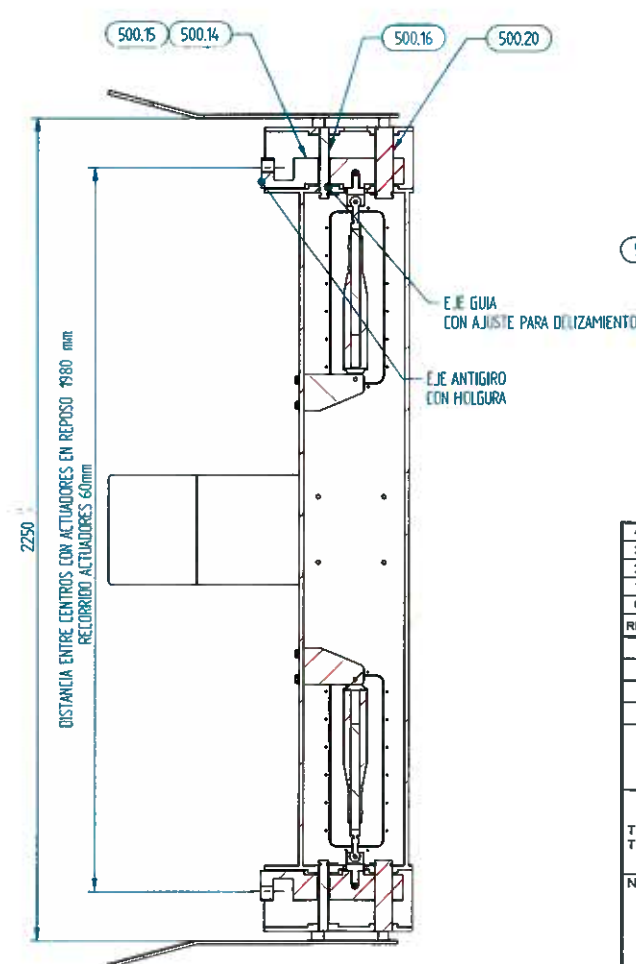 500.15 500.14 500.16 500.20
EJE GUIA
CON AJUSTE PARA DELIZAMIENTO
EJE ANTIGIRO
CON HOLGURA
2250
DISTANCIA ENTRE CENTROS CON ACTUADORES EN REPOSO 1980 mm
RECORRIDO ACTUADORES 60mm